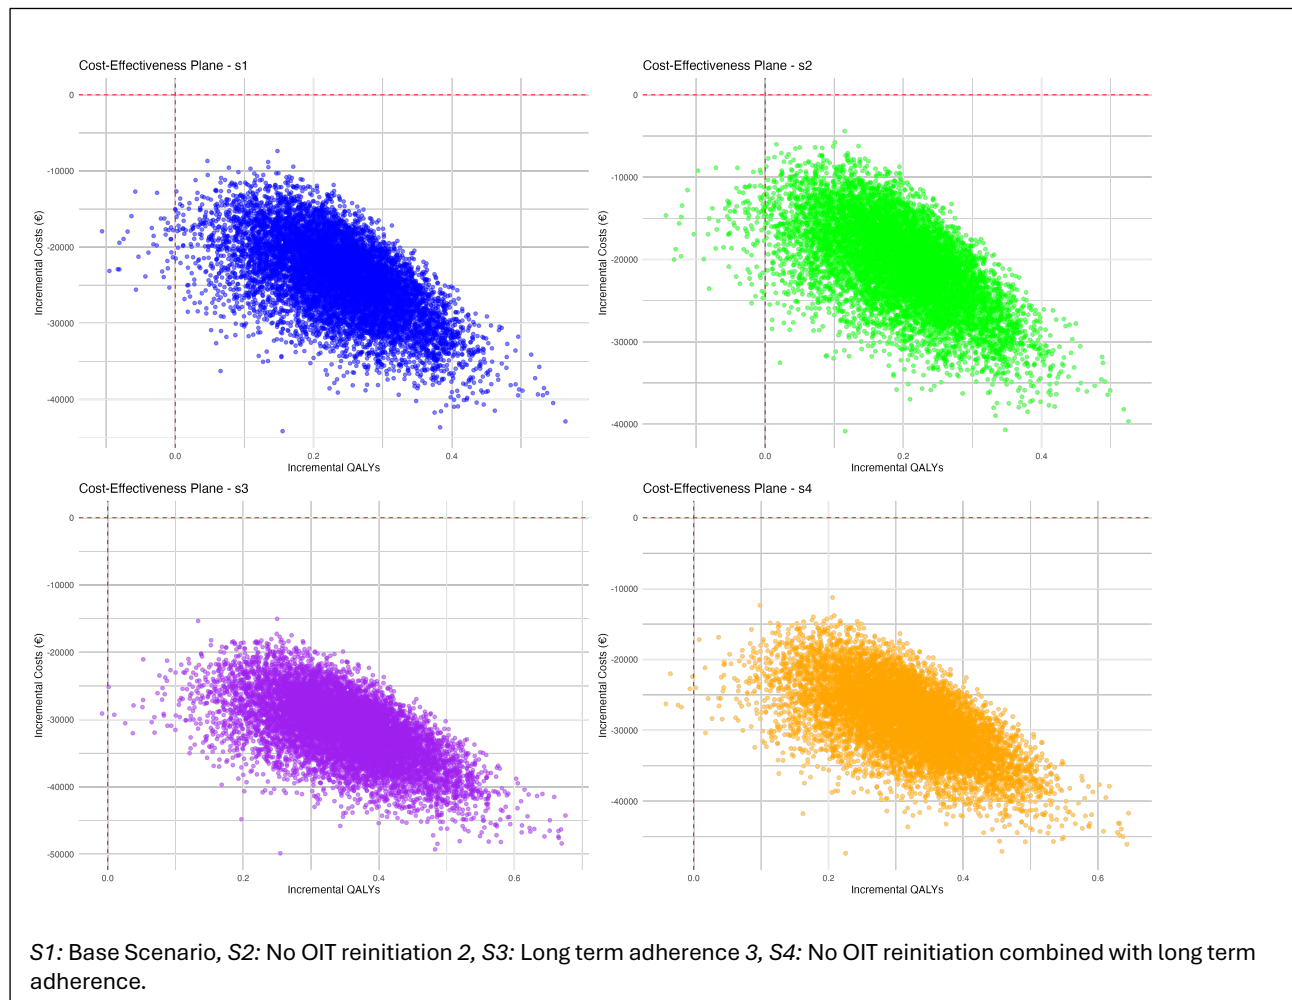 Cost-Effectiveness Plane - s1
0
-10000
-20000
-30000
-40000
Incremental Costs (€)
0.0
0.2
0.4
Incremental QALYs
Cost-Effectiveness Plane - s2
0
-10000
-20000
-30000
-40000
Incremental Costs (€)
0.0
0.2
0.4
Incremental QALYs
Cost-Effectiveness Plane - s3
0
-10000
-20000
-30000
-40000
-50000
Incremental Costs (€)
0.0
0.2
0.4
0.6
Incremental QALYs
Cost-Effectiveness Plane - s4
0
-10000
-20000
-30000
-40000
Incremental Costs (€)
0.0
0.2
0.4
0.6
Incremental QALYs
S1: Base Scenario, S2: No OIT reinitiation 2, S3: Long term adherence 3, S4: No OIT reinitiation combined with long term
adherence.